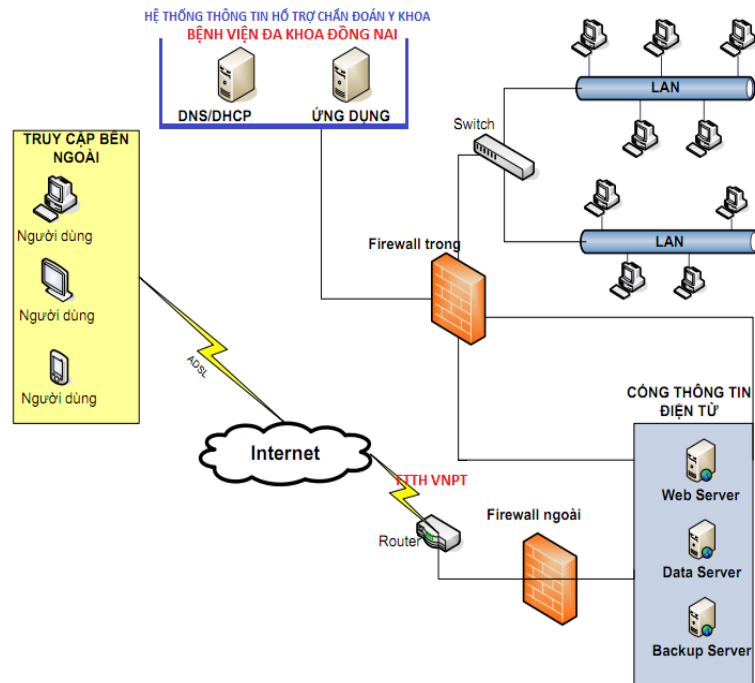 HỆ THỐNG THÔNG TIN HỖ TRỢ CHẨN ĐOÁN Y KHOA
BỆNH VIỆN ĐA KHOA ĐỒNG NAI
DNS/DHCP
ỨNG DỤNG
TRUY CẬP BÊN
NGOÀI
Người dùng
Người dùng
Người dùng
ADSL
Internet
FTTH VNPT
Router
Firewall ngoài
Firewall trong
Switch
LAN
LAN
CỔNG THÔNG TIN
ĐIỆN TỬ
Web Server
Data Server
Backup Server